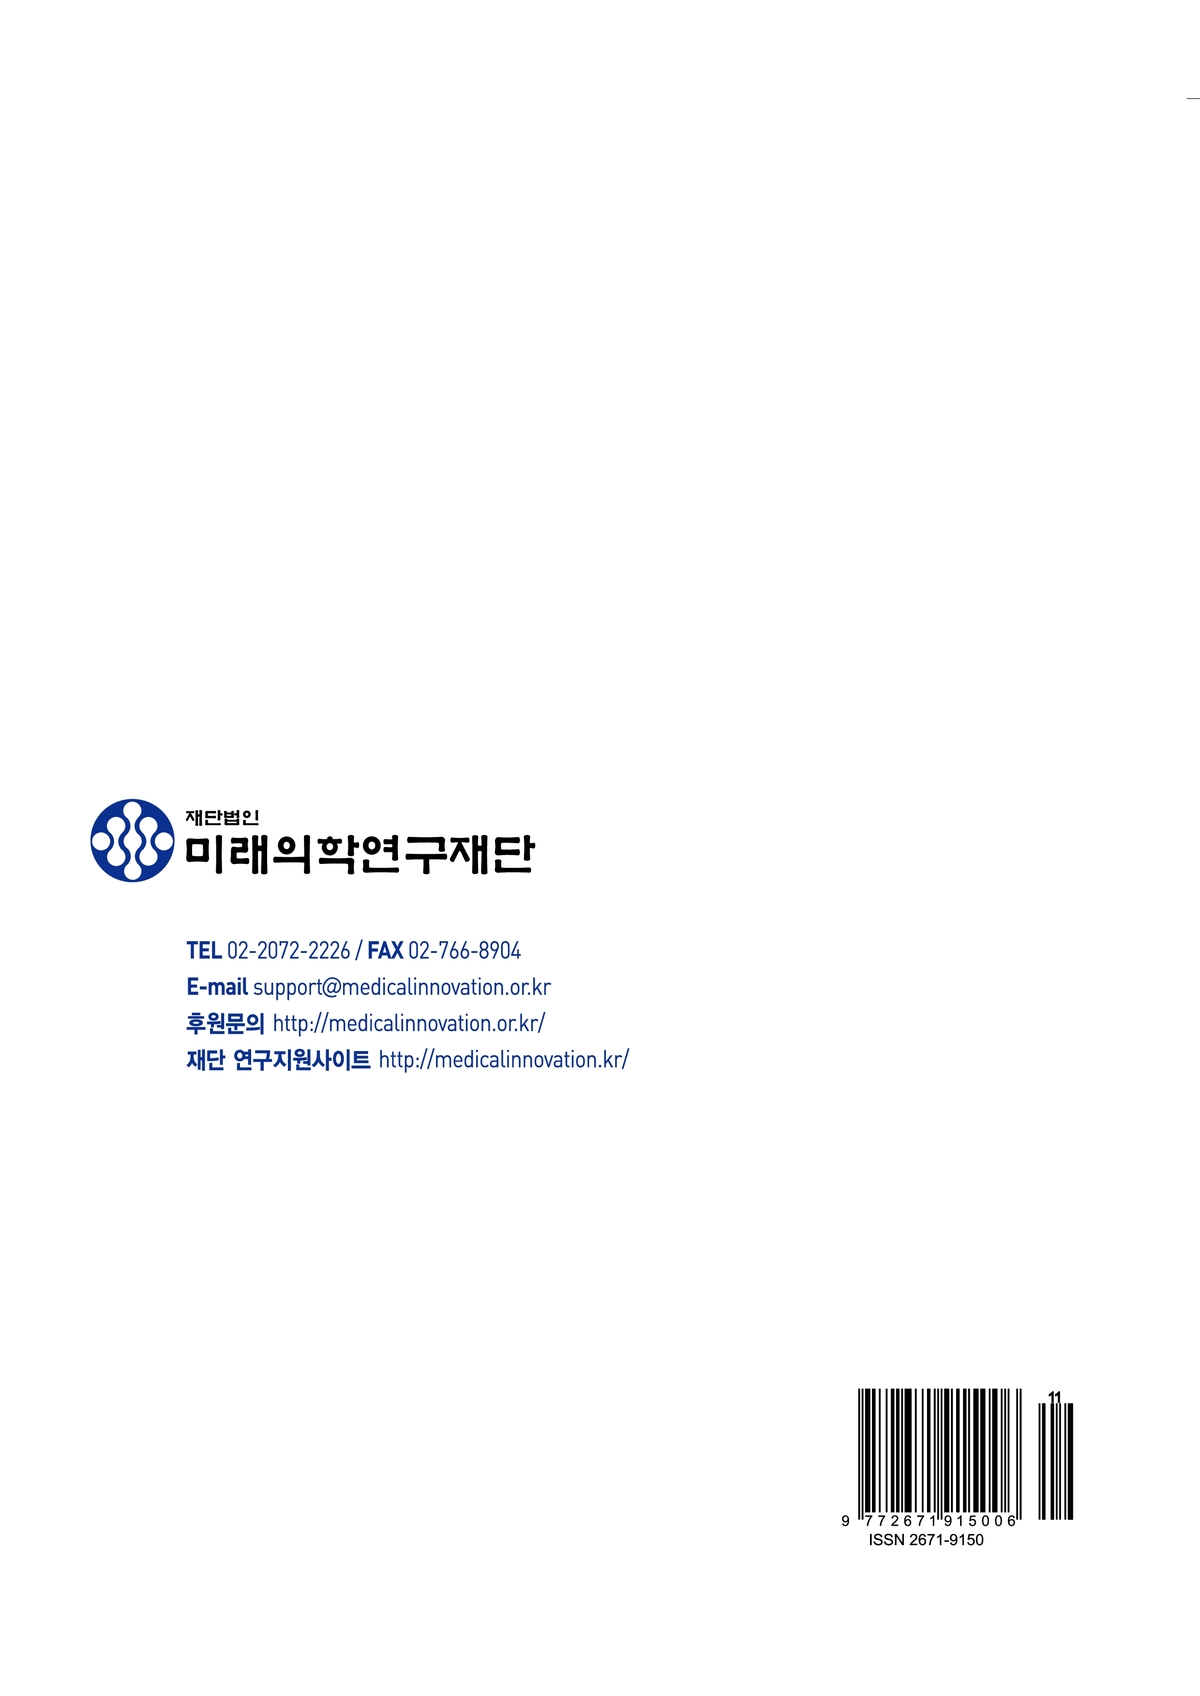 재단법인
미래의학연구재단
TEL 02-2072-2226 / FAX 02-766-8904
E-mail support@medicalinnovation.or.kr
후원문의 http://medicalinnovation.or.kr/
재단 연구지원사이트 http://medicalinnovation.kr/
11
9 772671 915006
ISSN 2671-9150